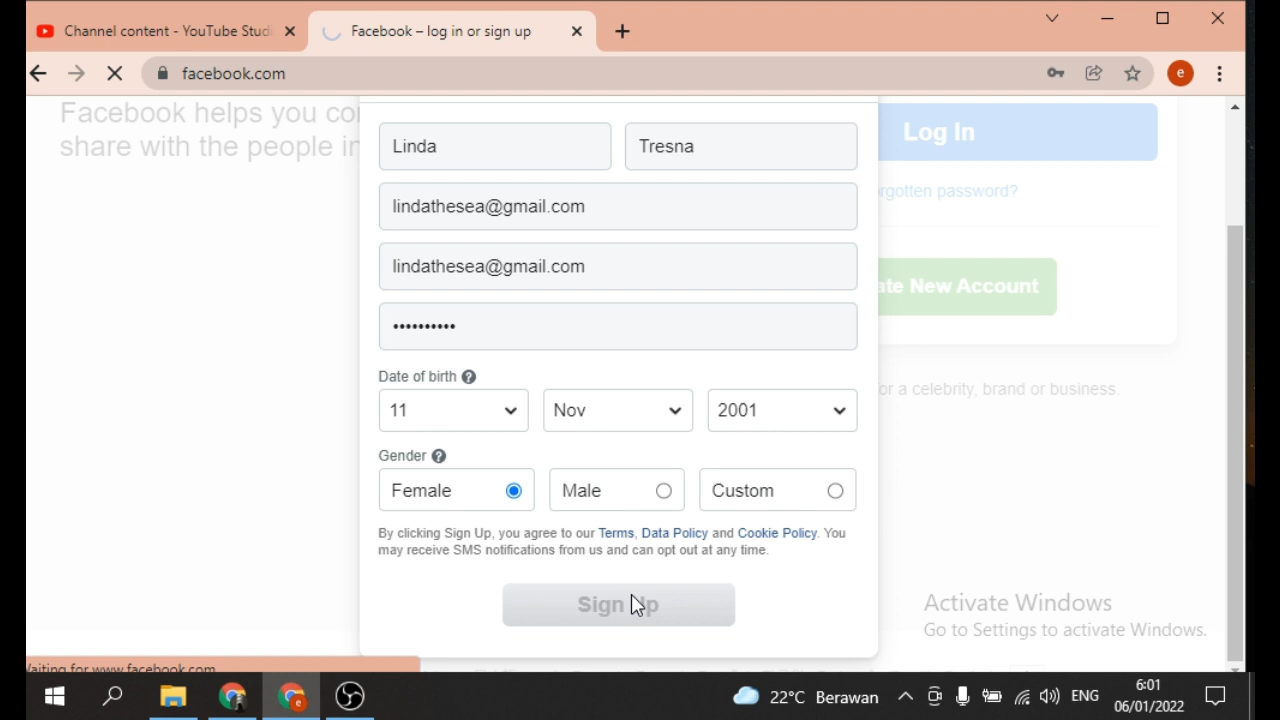 Channel content - YouTube Studi
Facebook – log in or sign up
facebook.com
e
Facebook helps you co
share with the people in
Log In
Linda
Tresna
orgotten password?
lindathesea@gmail.com
lindathesea@gmail.com
ate New Account
••••••••••
Date of birth
11
Nov
2001
or a celebrity, brand or business.
Gender
Female
Male
Custom
By clicking Sign Up, you agree to our Terms, Data Policy and Cookie Policy. You
may receive SMS notifications from us and can opt out at any time.
Sign Up
Activate Windows
Go to Settings to activate Windows.
Waiting for www.facebook.com
22°C Berawan
ENG
6:01
06/01/2022